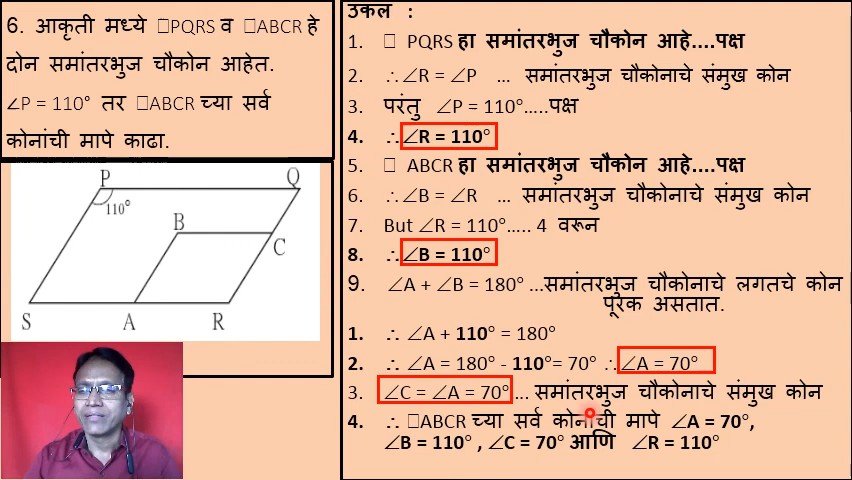 6. आकृती मध्ये □PQRS व □ABCR हे
दोन समांतरभुज चौकोन आहेत.
∠P = 110° तर □ABCR च्या सर्व
कोनांची मापे काढा.
P
Q
110°
B
C
S
A
R
उकल :
1. □ PQRS हा समांतरभुज चौकोन आहे....पक्ष
2. ∴∠R = ∠P ... समांतरभुज चौकोनाचे संमुख कोन
3. परंतु ∠P = 110°.....पक्ष
4. ∴∠R = 110°
5. □ ABCR हा समांतरभुज चौकोन आहे....पक्ष
6. ∴∠B = ∠R ... समांतरभुज चौकोनाचे संमुख कोन
7. But ∠R = 110°..... 4 वरून
8. ∴∠B = 110°
9. ∠A + ∠B = 180° ...समांतरभुज चौकोनाचे लगतचे कोन
पूरक असतात.
1. ∴ ∠A + 110° = 180°
2. ∴ ∠A = 180° - 110°= 70° ∴∠A = 70°
3. ∠C = ∠A = 70°... समांतरभुज चौकोनाचे संमुख कोन
4. ∴ □ABCR च्या सर्व कोनांची मापे ∠A = 70°,
∠B = 110° , ∠C = 70° आणि ∠R = 110°